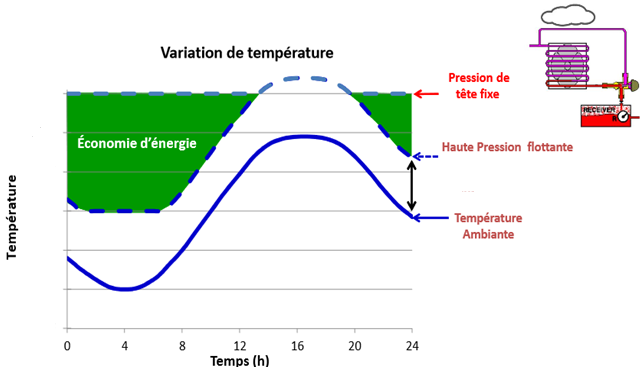 Variation de température
Pression de
tête fixe
Économie d'énergie
Haute Pression flottante
Température
Température
Ambiante
0 4 8 12 16 20 24
Temps (h)
RECEIVER
R